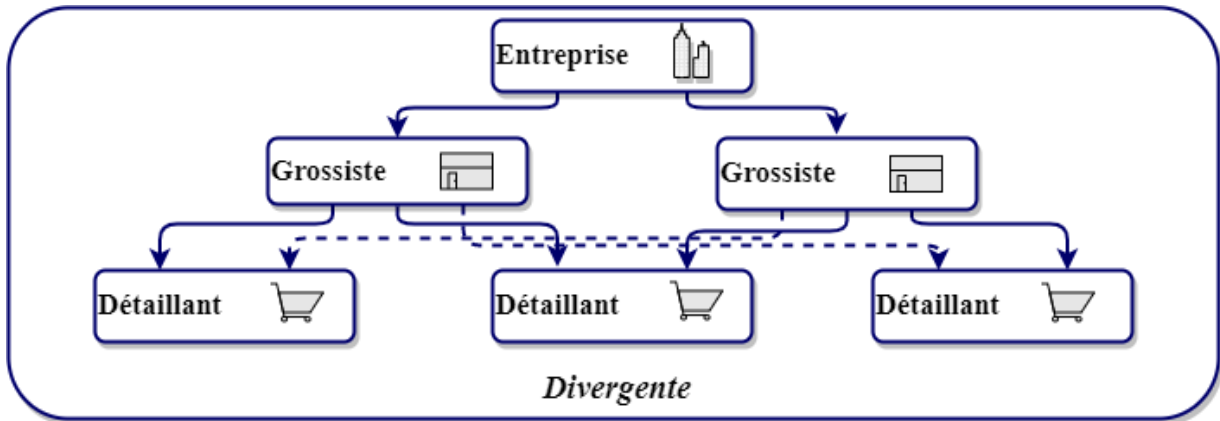 Entreprise
Grossiste
Grossiste
Détaillant
Détaillant
Détaillant
Divergente